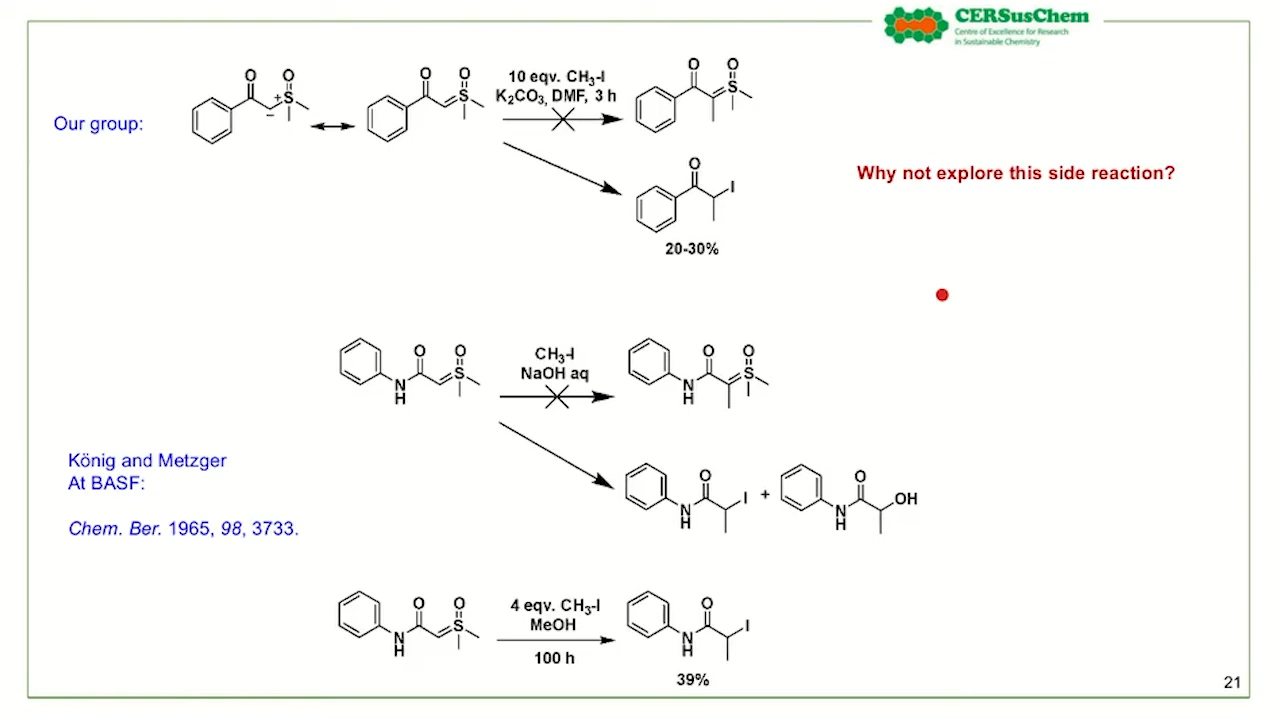 CERSusChem
Centre of Excellence for Research
in Sustainable Chemistry
Our group:
O O
+
S
–
O O
S
10 eqv. CH3-I
K2CO3, DMF, 3 h
O O
S
O
I
20-30%
Why not explore this side reaction?
O O
N
H
S
CH3-I
NaOH aq
O O
N
H
S
König and Metzger
At BASF:
Chem. Ber. 1965, 98, 3733.
O
N
H
I
+
O
N
H
OH
O O
N
H
S
4 eqv. CH3-I
MeOH
100 h
O
N
H
I
39%
21